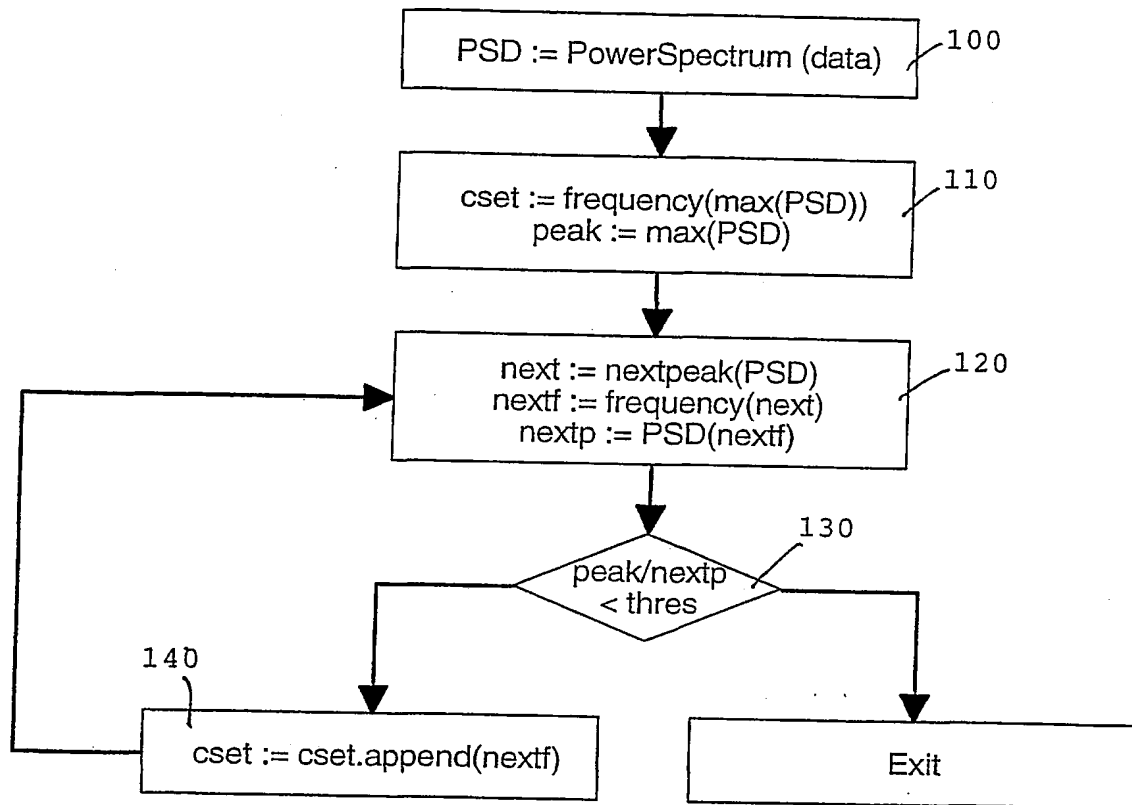 PSD := PowerSpectrum (data)
100
cset := frequency(max(PSD))
peak := max(PSD)
110
next := nextpeak(PSD)
nextf := frequency(next)
nextp := PSD(nextf)
120
peak/nextp
< thres
130
140
cset := cset.append(nextf)
Exit